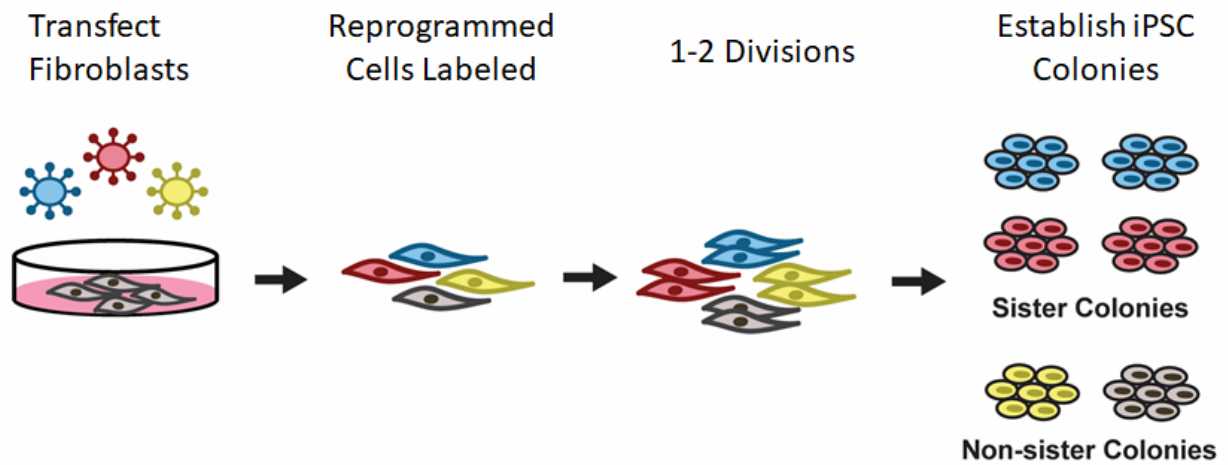 Transfect
Fibroblasts
Reprogrammed
Cells Labeled
1-2 Divisions
Establish iPSC
Colonies
Sister Colonies
Non-sister Colonies